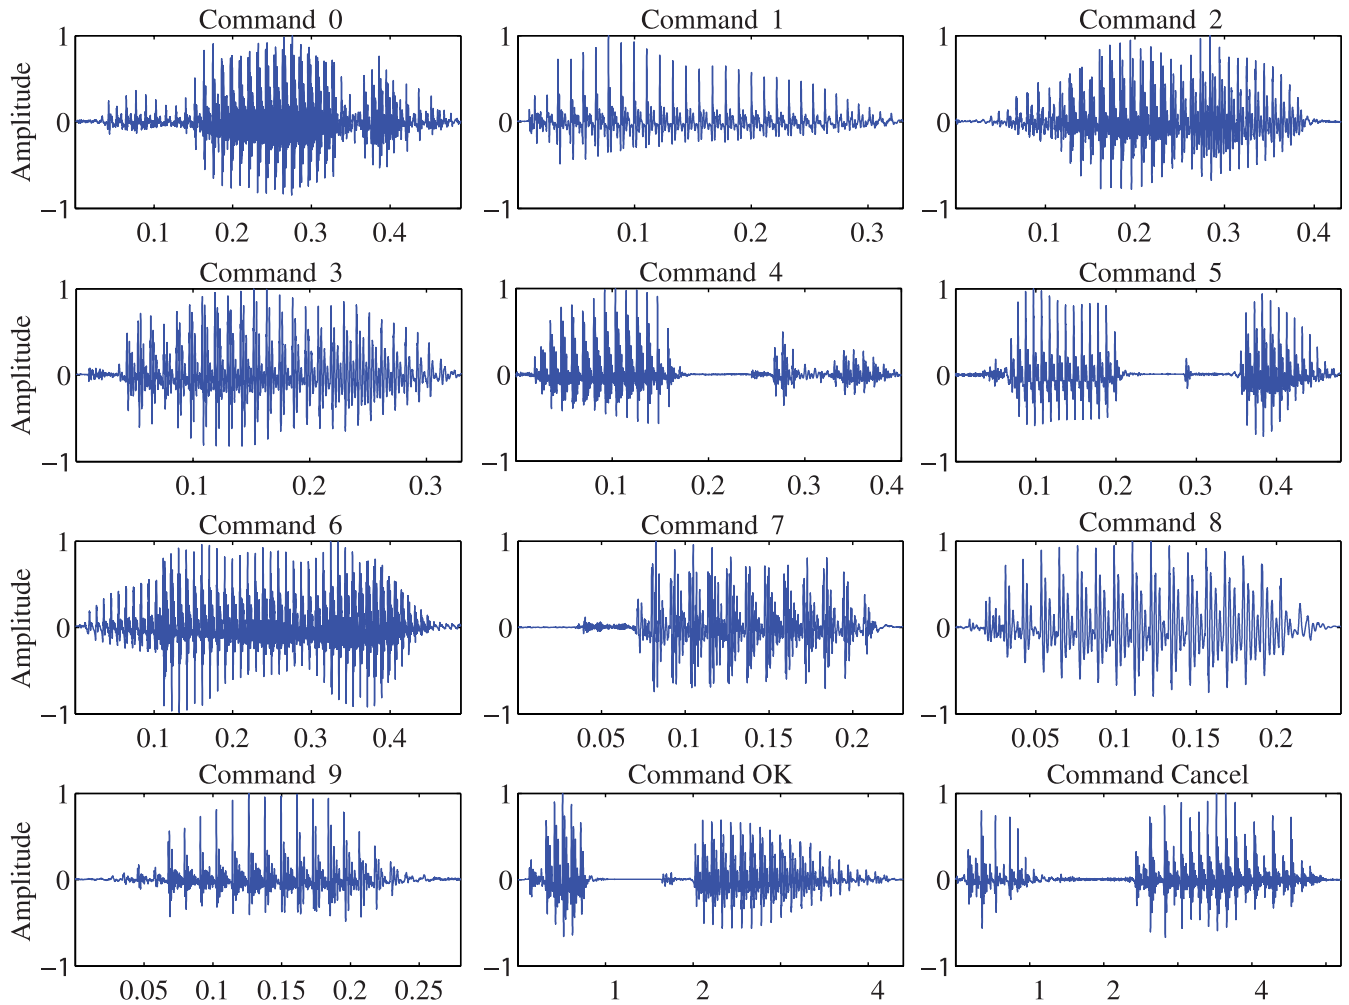 Command 0 Command 1 Command 2
Amplitude
1 1 1
0 0 0
−1 −1 −1
0.1 0.2 0.3 0.4 0.1 0.2 0.3 0.1 0.2 0.3 0.4
Command 3 Command 4 Command 5
Amplitude
1 1 1
0 0 0
−1 −1 −1
0.1 0.2 0.3 0.1 0.2 0.3 0.4 0.1 0.2 0.3 0.4
Command 6 Command 7 Command 8
Amplitude
1 1 1
0 0 0
−1 −1 −1
0.1 0.2 0.3 0.4 0.05 0.1 0.15 0.2 0.05 0.1 0.15 0.2
Command 9 Command OK Command Cancel
Amplitude
1 1 1
0 0 0
−1 −1 −1
0.05 0.1 0.15 0.2 0.25 1 2 4 1 2 4